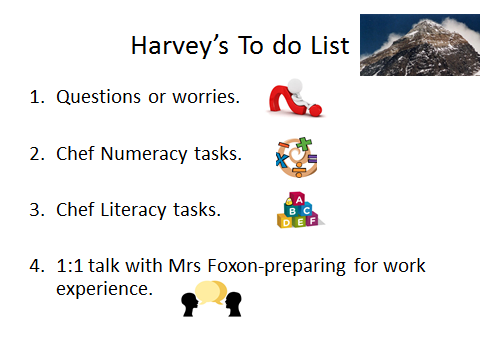 Harvey's To do List
1. Questions or worries.
2. Chef Numeracy tasks.
3. Chef Literacy tasks.
A
B C
D E F
4. 1:1 talk with Mrs Foxon-preparing for work
experience.